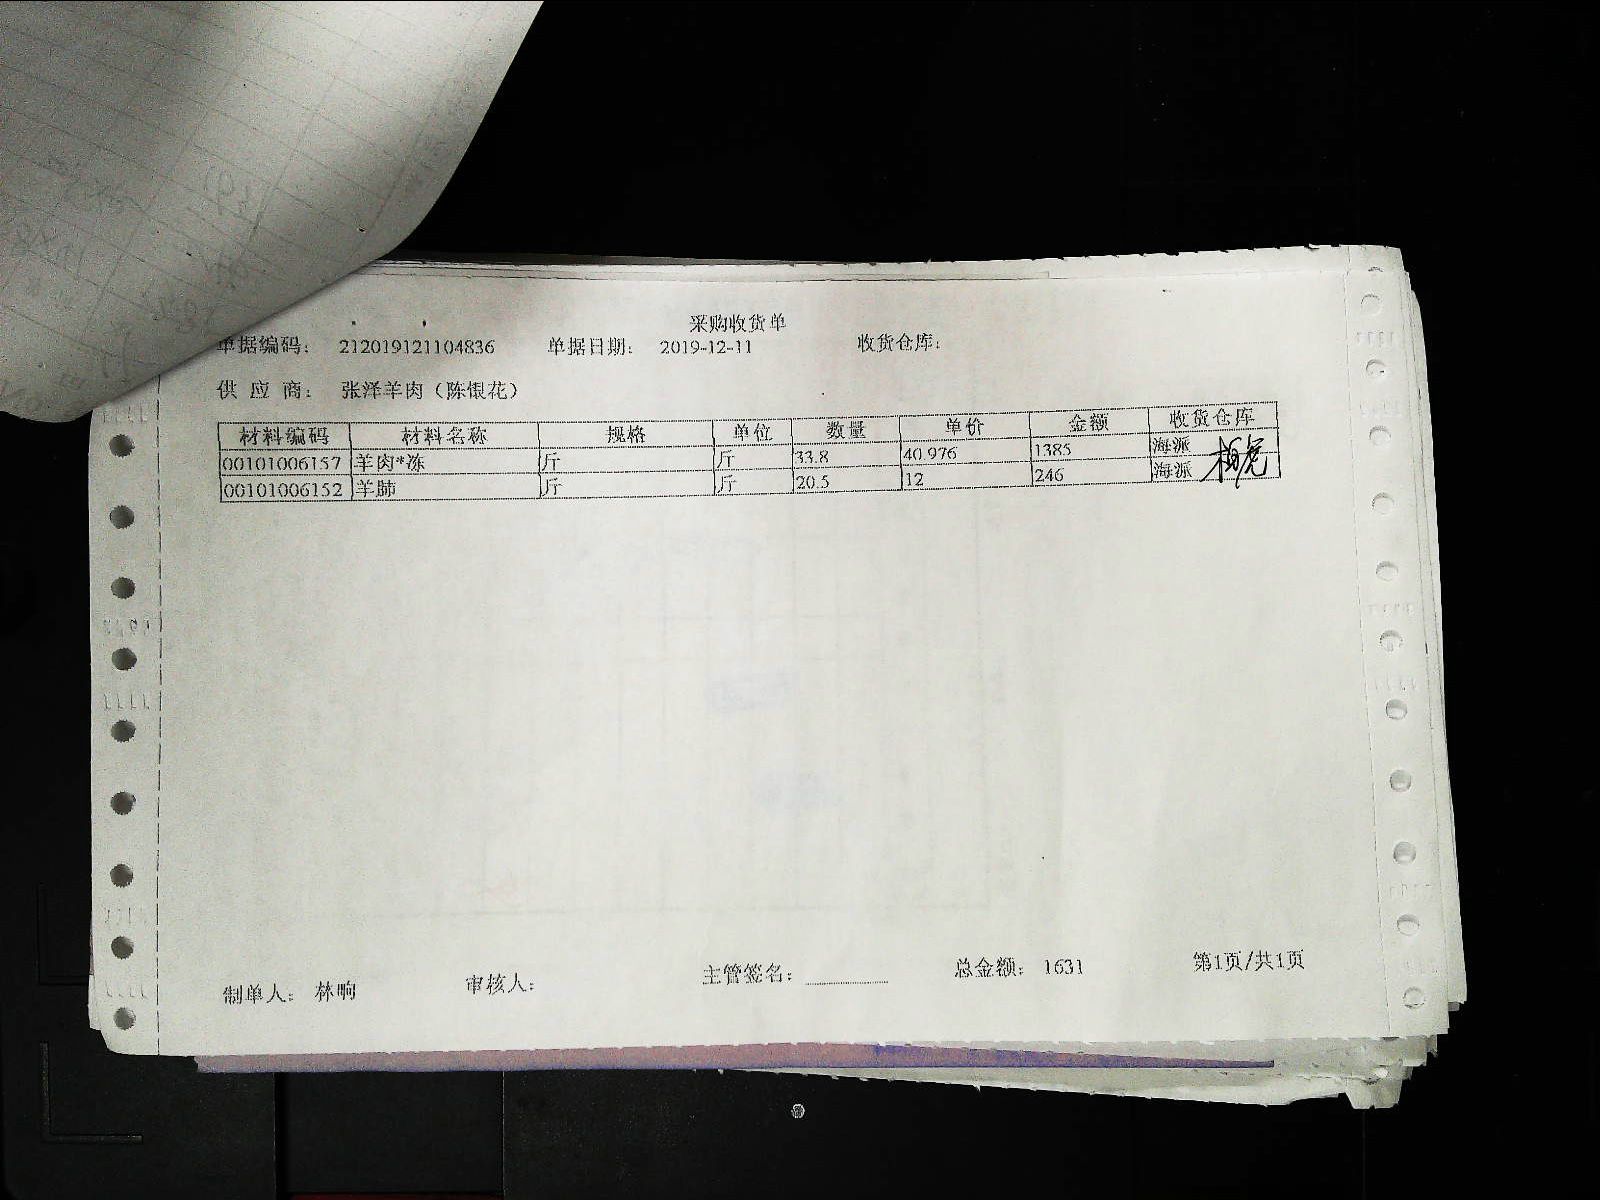 采购收货单
单据编码： 212019121104836 单据日期： 2019-12-11 收货仓库：
供 应 商： 张泽羊肉（陈银花）
材料编码 材料名称 规格 单位 数量 单价 金额 收货仓库
00101006157 羊肉*冻 斤 斤 33.8 40.976 1385 海派
00101006152 羊肺 斤 斤 20.5 12 246 海派
制单人： 林晌 审核人： 主管签名： 总金额： 1631 第1页/共1页